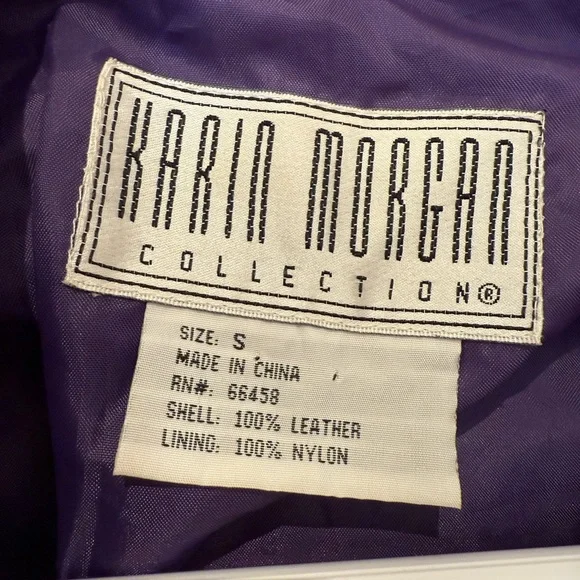 KARIN MORGAN
COLLECTION®
SIZE: S
MADE IN CHINA
RN#: 66458
SHELL: 100% LEATHER
LINING: 100% NYLON